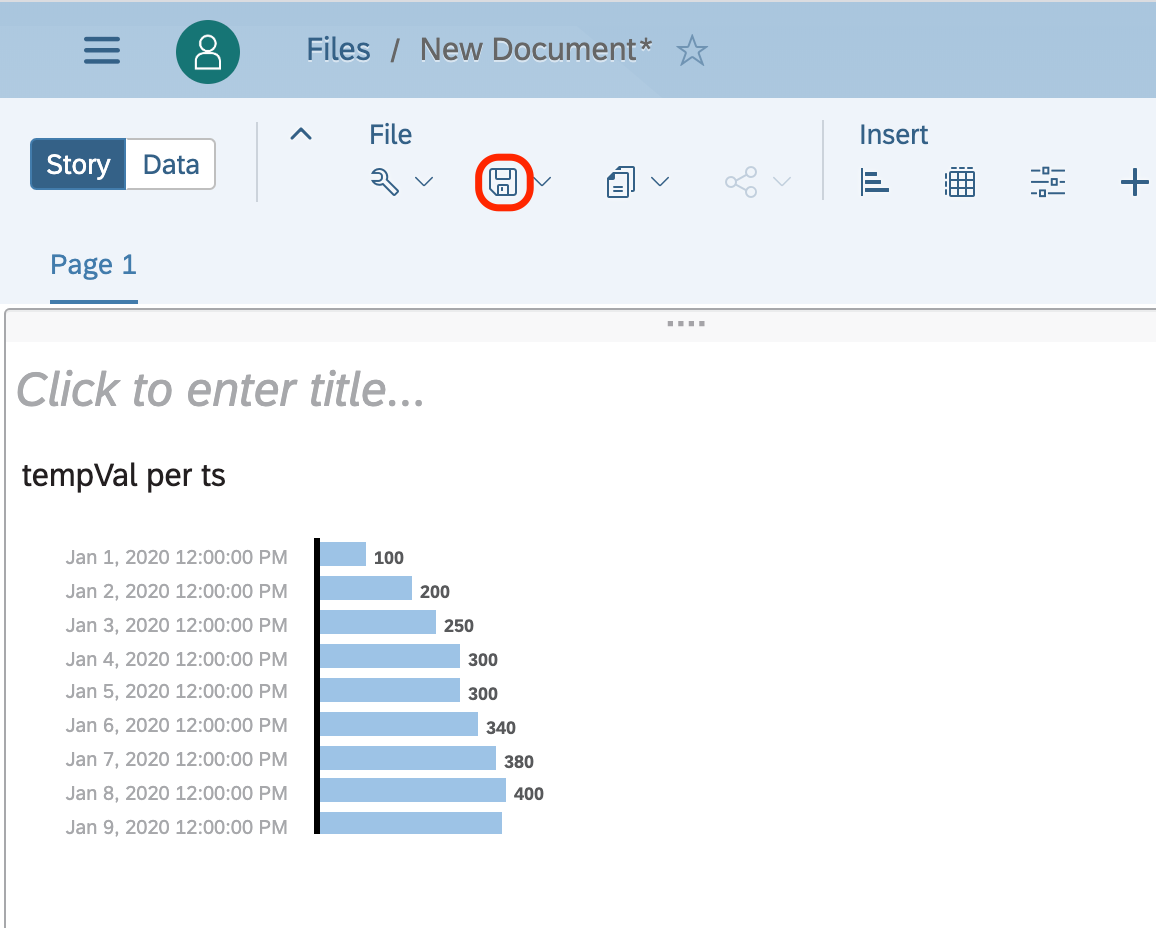 Files / New Document*
File
Insert
Story Data
Page 1
Click to enter title...
tempVal per ts
Jan 1, 2020 12:00:00 PM 100
Jan 2, 2020 12:00:00 PM 200
Jan 3, 2020 12:00:00 PM 250
Jan 4, 2020 12:00:00 PM 300
Jan 5, 2020 12:00:00 PM 300
Jan 6, 2020 12:00:00 PM 340
Jan 7, 2020 12:00:00 PM 380
Jan 8, 2020 12:00:00 PM 400
Jan 9, 2020 12:00:00 PM